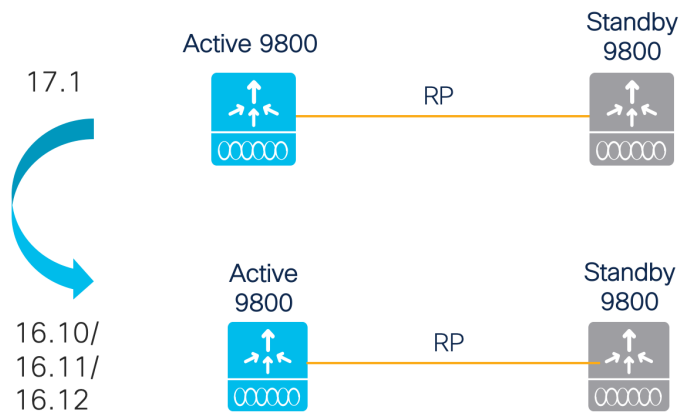 Active 9800
Standby
9800
17.1
RP
Active
9800
Standby
9800
16.10/
16.11/
16.12
RP